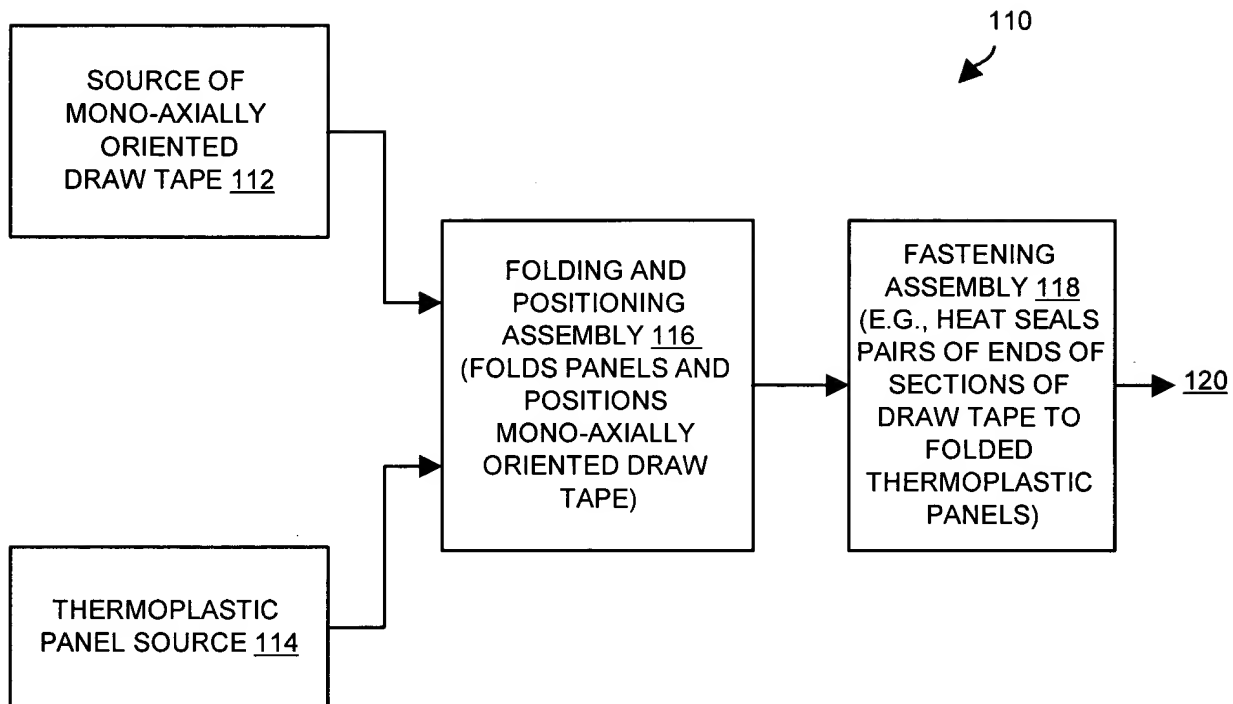 110
SOURCE OF
MONO-AXIALLY
ORIENTED
DRAW TAPE 112
FOLDING AND
POSITIONING
ASSEMBLY 116
(FOLDS PANELS AND
POSITIONS
MONO-AXIALLY
ORIENTED DRAW
TAPE)
FASTENING
ASSEMBLY 118
(E.G., HEAT SEALS
PAIRS OF ENDS OF
SECTIONS OF
DRAW TAPE TO
FOLDED
THERMOPLASTIC
PANELS)
120
THERMOPLASTIC
PANEL SOURCE 114